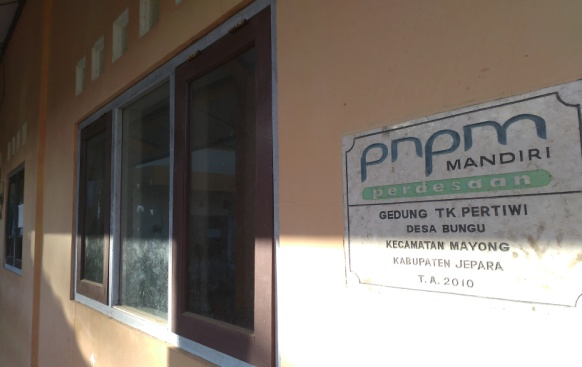 pnpm
MANDIRI
perdesaan
GEDUNG TK.PERTIWI
DESA BUNGU
KECAMATAN MAYONG
KABUPATEN JEPARA
T.A.2010